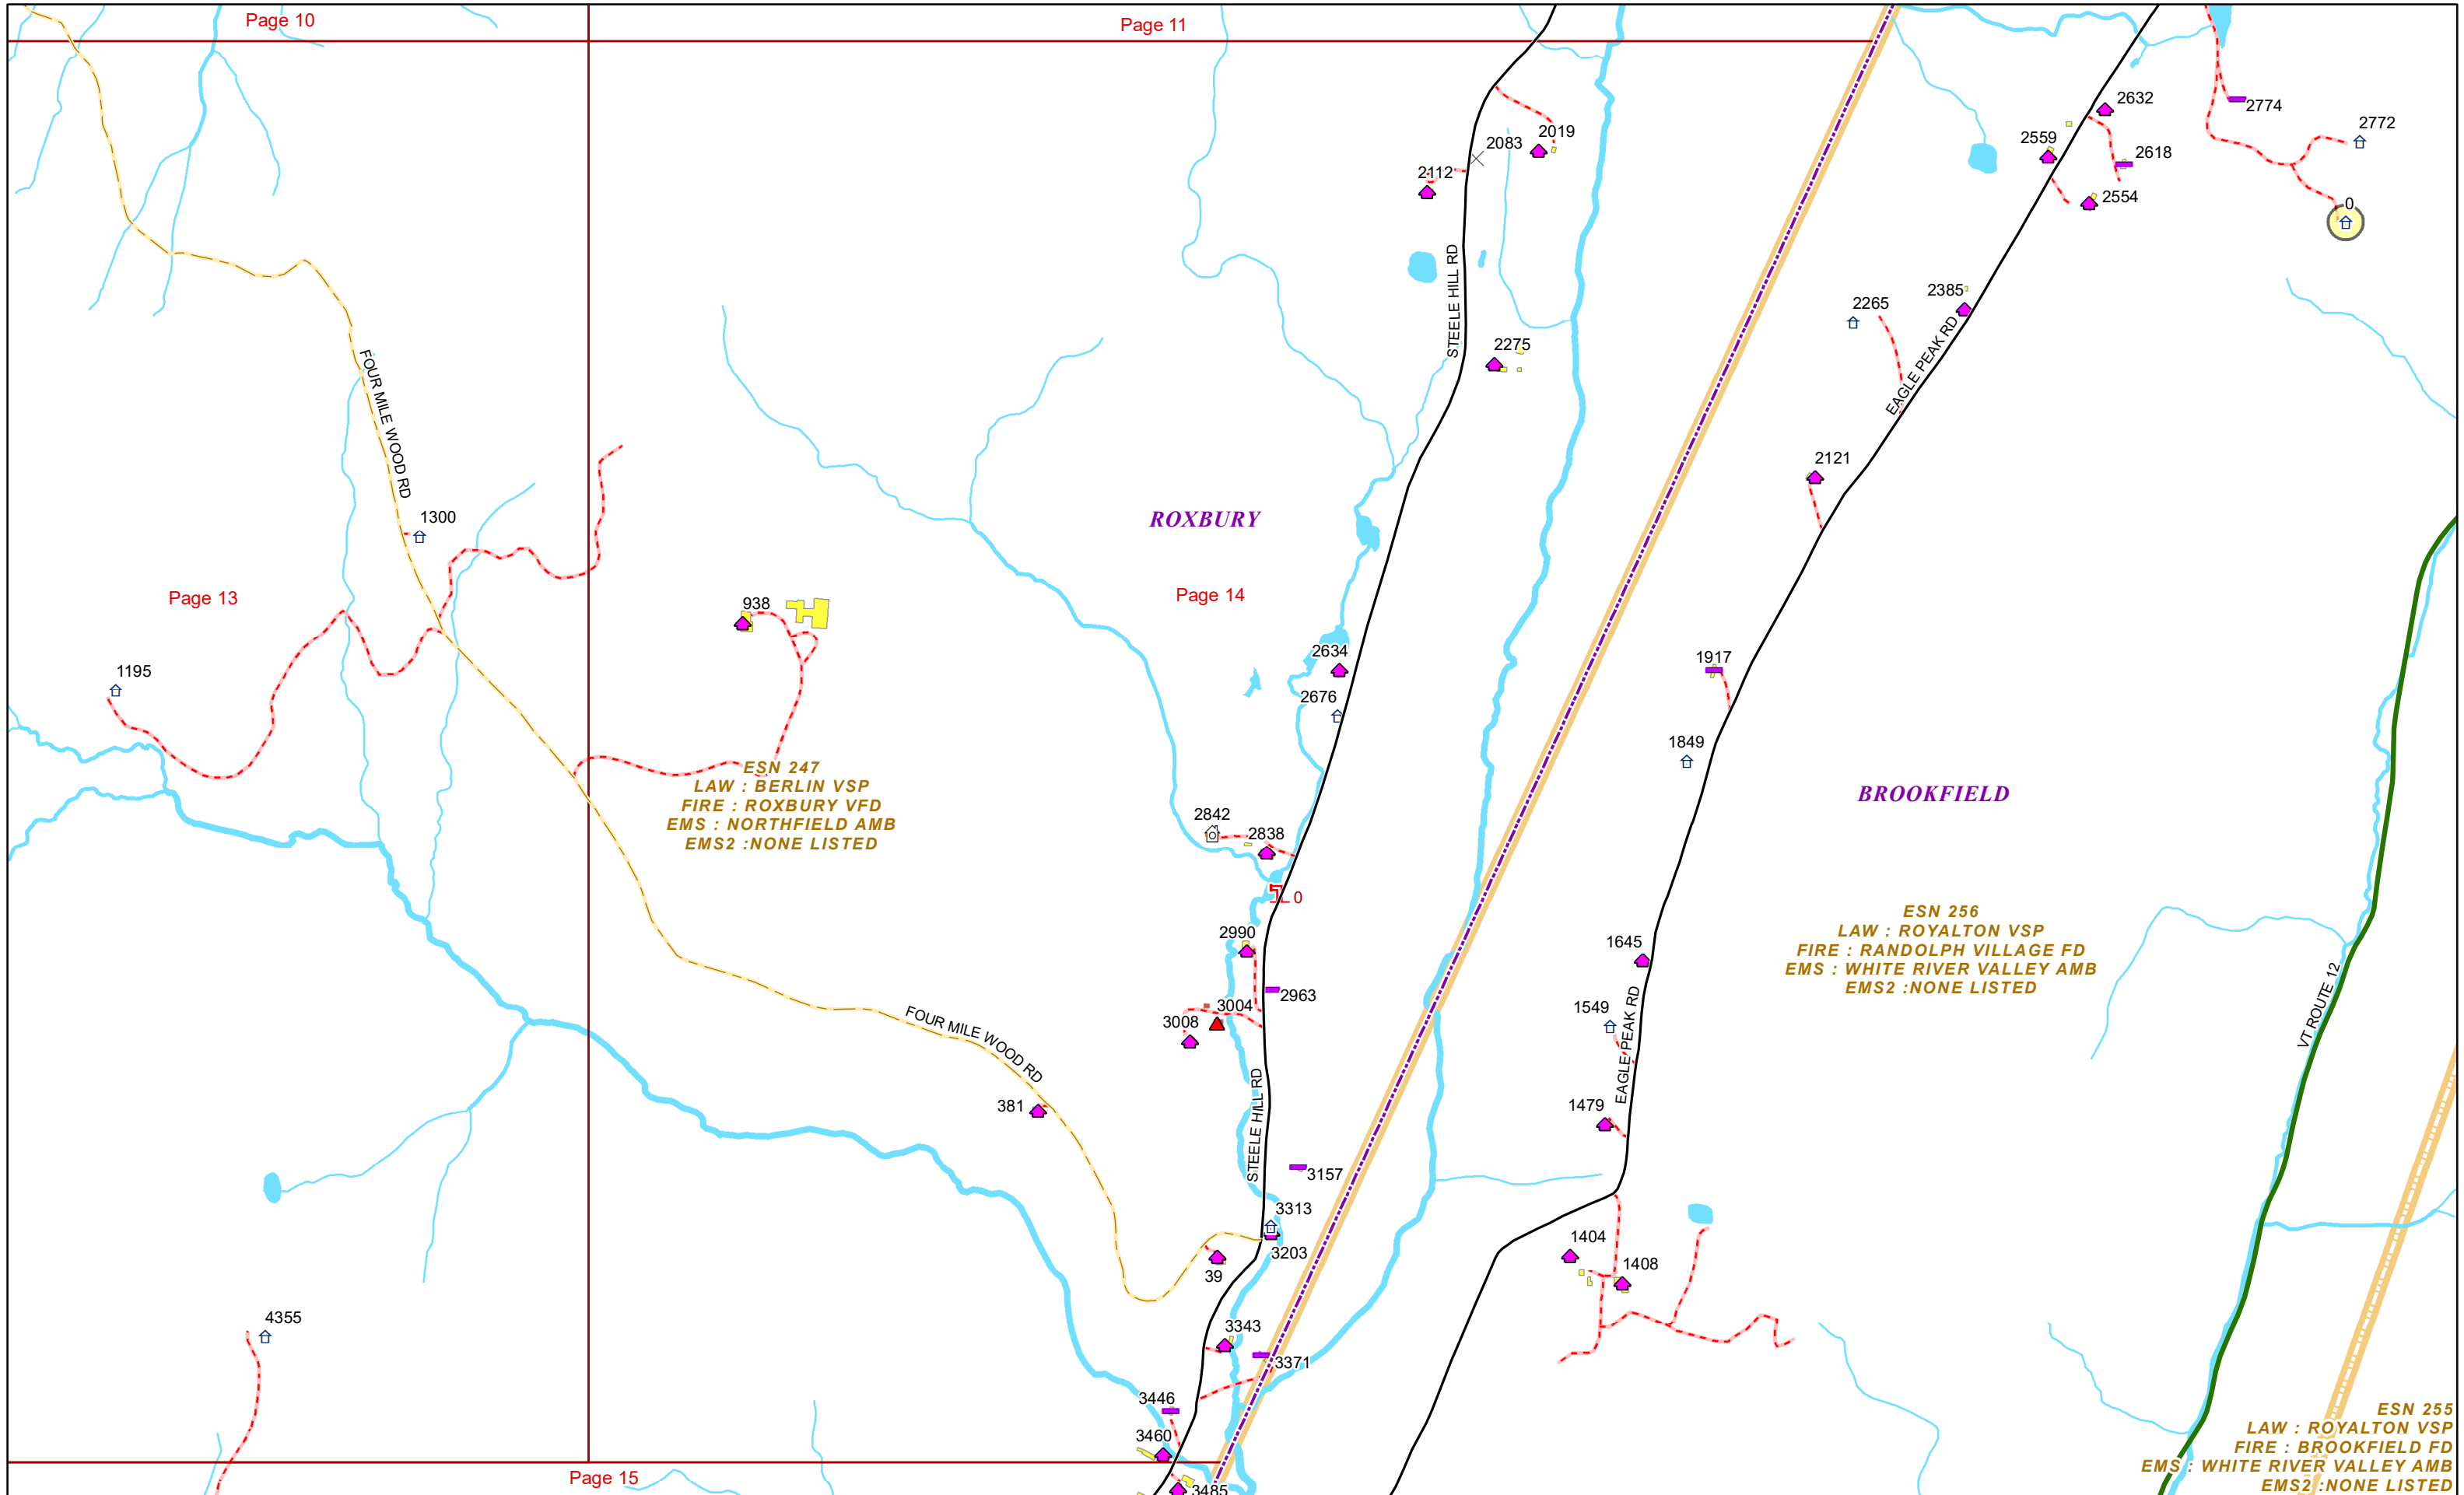 Page 10
Page 11
2632
2774
2772
2083
2019
2559
2618
2112
2554
0
STEELE HILL RD
2265
2385
EAGLE PEAK RD
2275
FOUR MILE WOOD RD
2121
1300
ROXBURY
Page 13
Page 14
938
1195
2634
1917
2676
1849
ESN 247
LAW : BERLIN VSP
FIRE : ROXBURY VFD
EMS : NORTHFIELD AMB
EMS2 :NONE LISTED
BROOKFIELD
2842
2838
0
ESN 256
LAW : ROYALTON VSP
FIRE : RANDOLPH VILLAGE FD
EMS : WHITE RIVER VALLEY AMB
EMS2 :NONE LISTED
2990
1645
2963
3004
3008
1549
VT ROUTE 12
FOUR MILE WOOD RD
EAGLE PEAK RD
381
STEELE HILL RD
1479
3157
3313
3203
39
1404
1408
4355
3343
3371
3446
3460
ESN 255
LAW : ROYALTON VSP
FIRE : BROOKFIELD FD
EMS : WHITE RIVER VALLEY AMB
EMS2 :NONE LISTED
Page 15
3485